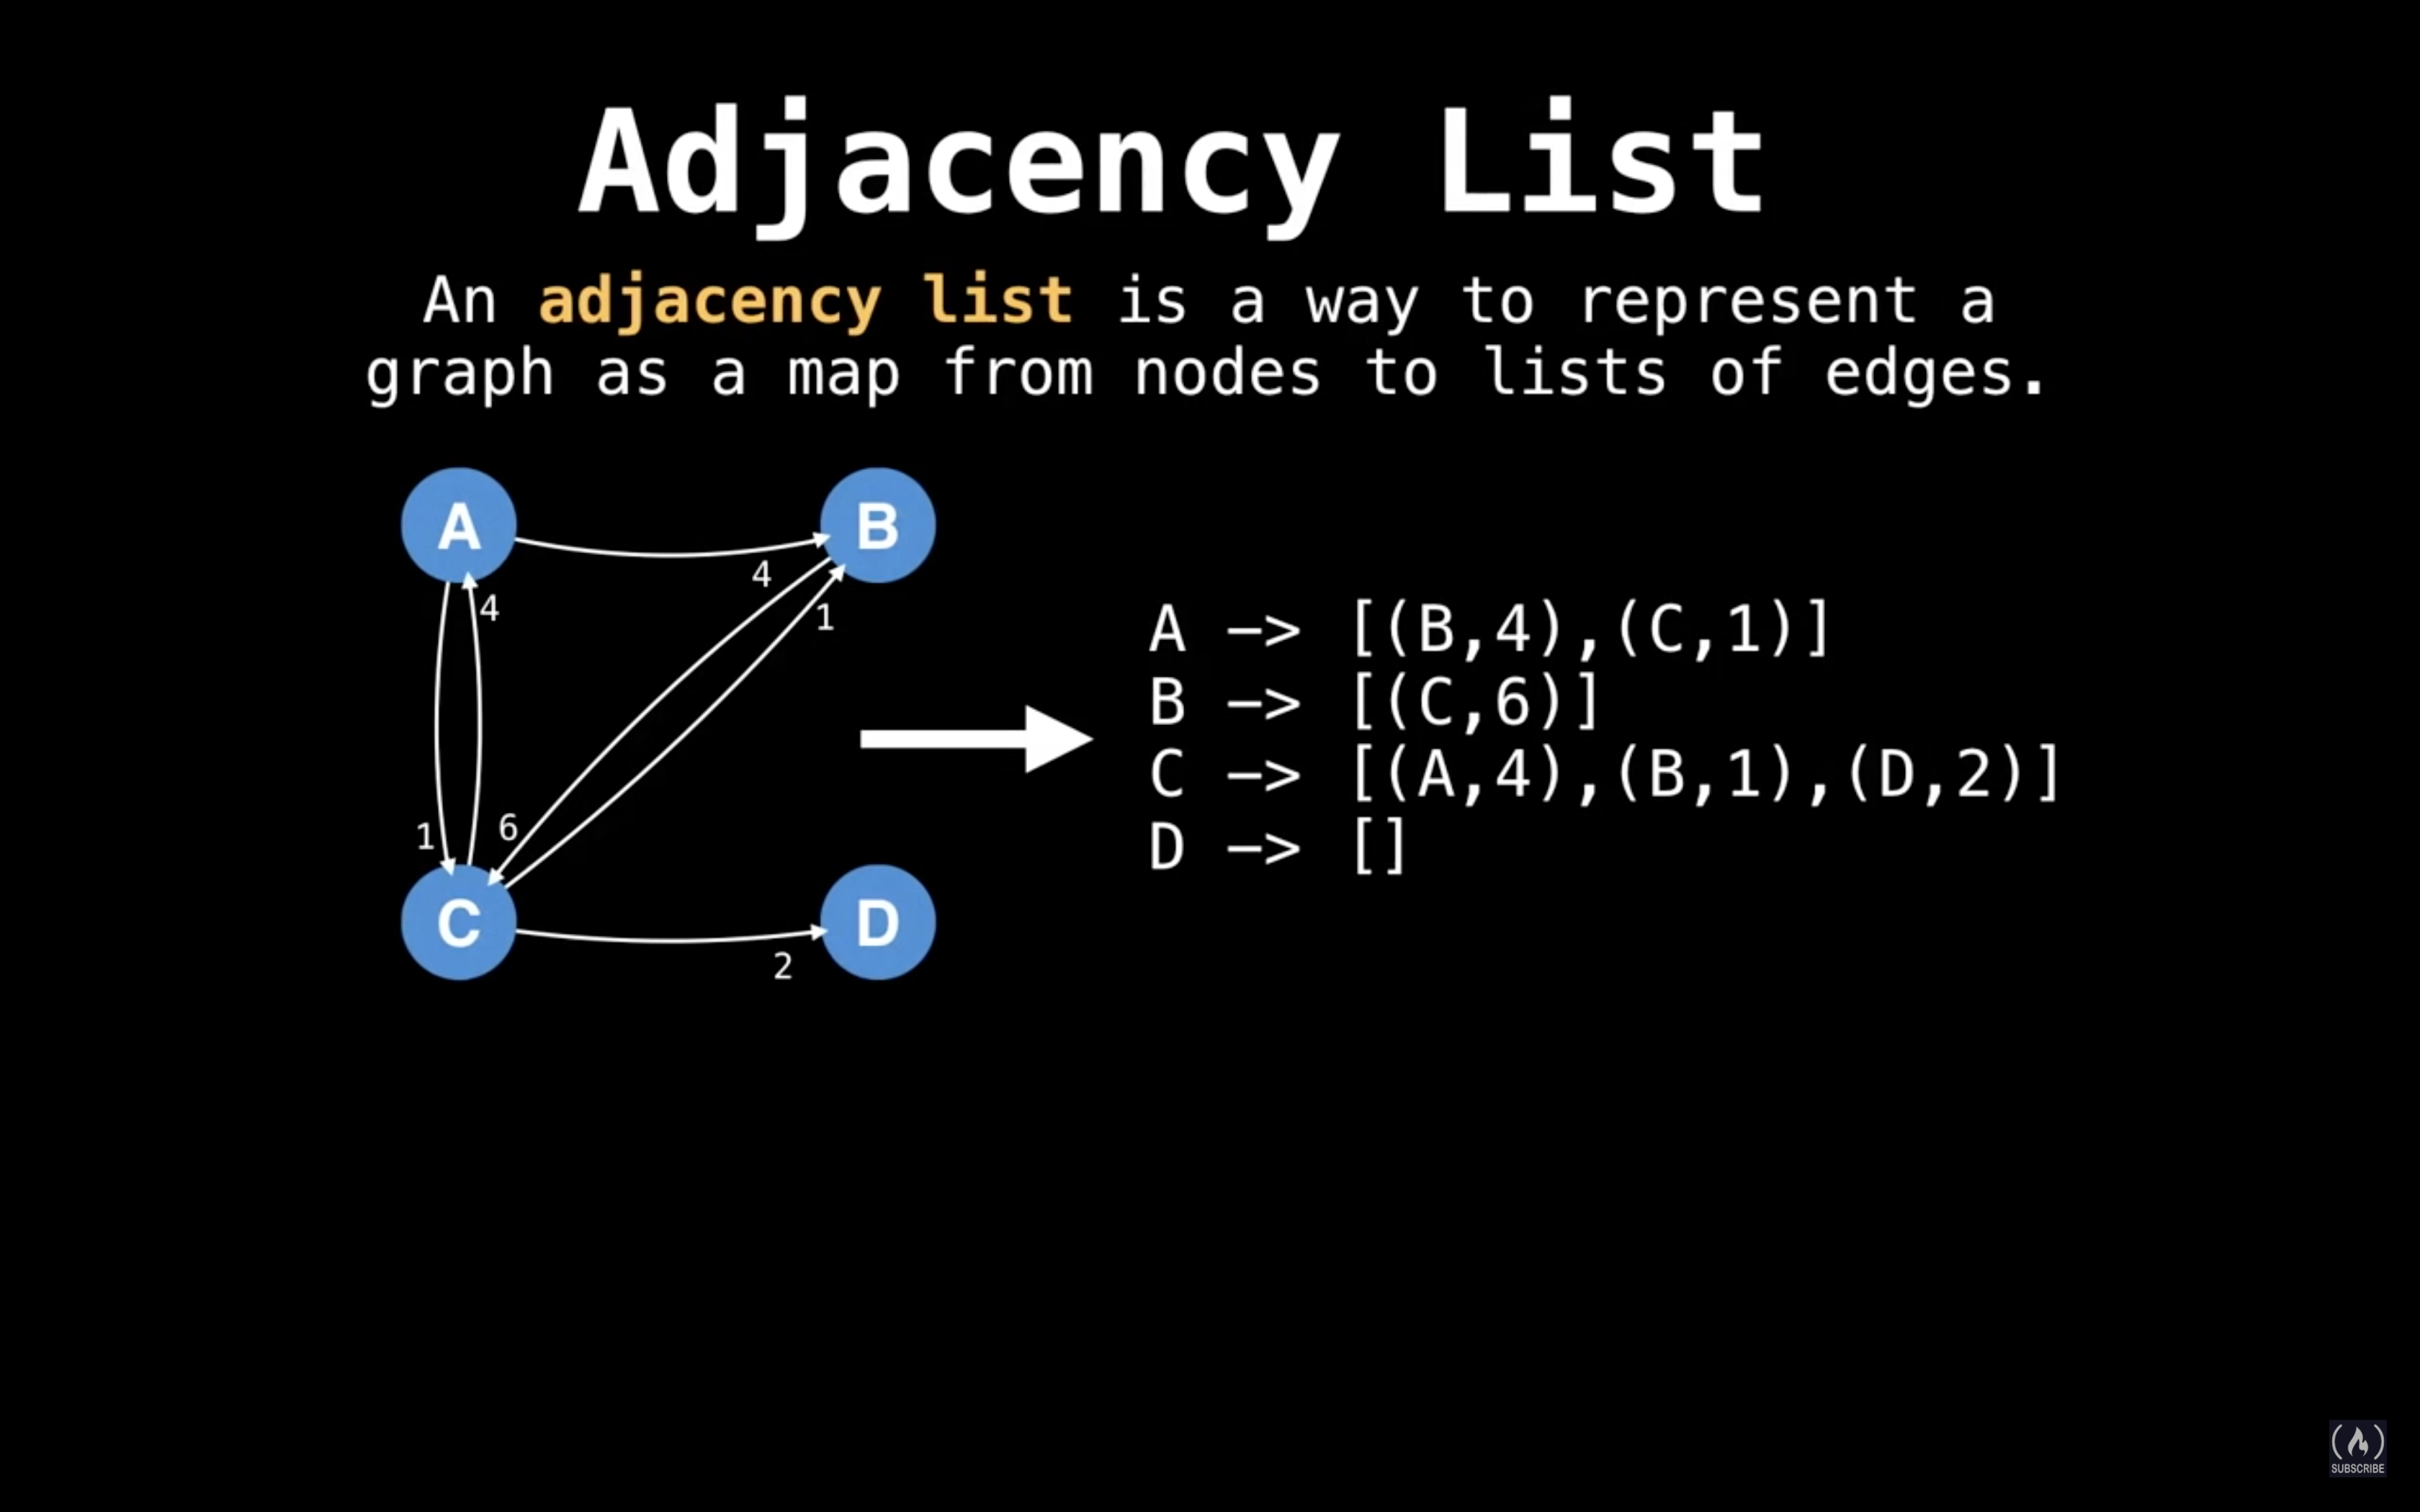 Adjacency List
An adjacency list is a way to represent a
graph as a map from nodes to lists of edges.
A
B
4
4
1
A -> [(B,4),(C,1)]
B -> [(C,6)]
C -> [(A,4),(B,1),(D,2)]
D -> []
1
6
C
D
2
SUBSCRIBE